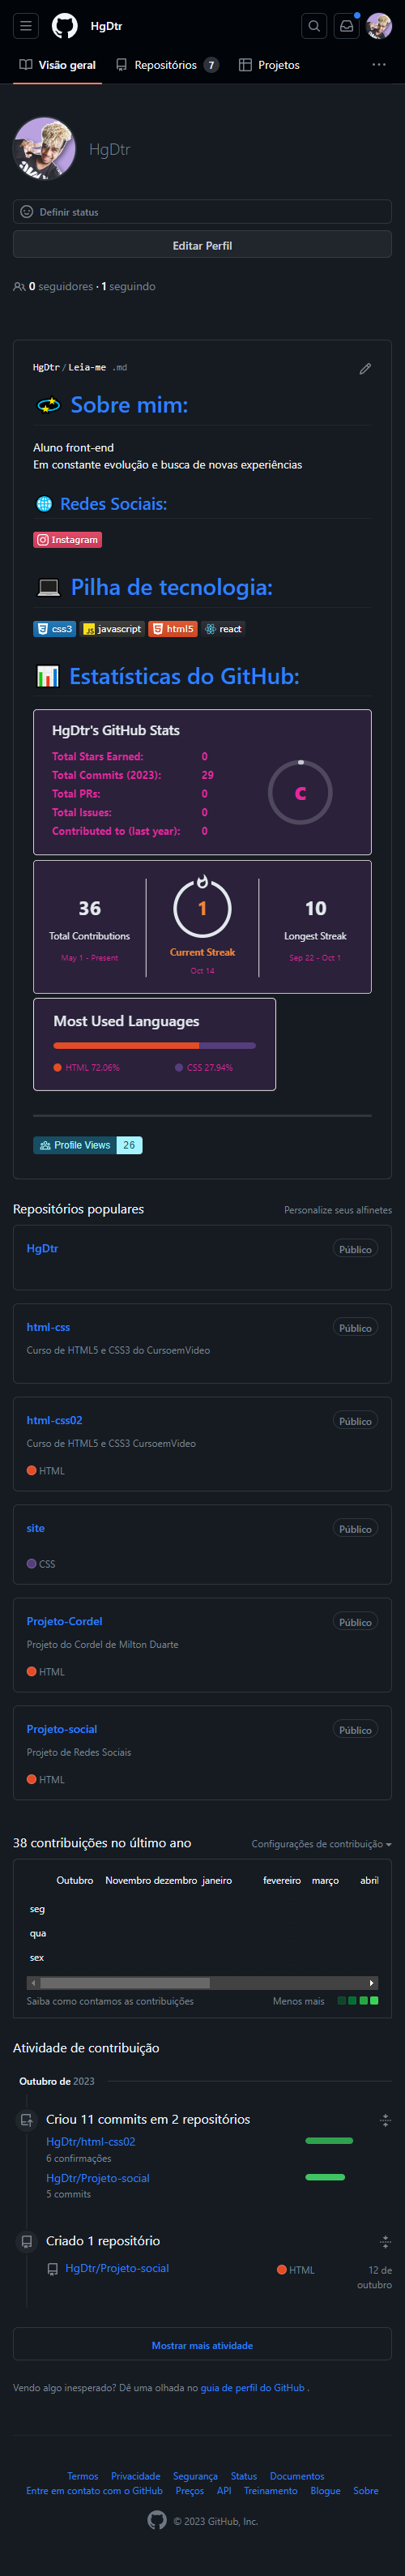 HgDtr
Visão geral
Repositórios 7
Projetos
HgDtr
Definir status
Editar Perfil
0 seguidores · 1 seguindo
HgDtr/Leia-me .md
Sobre mim:
Aluno front-end
Em constante evolução e busca de novas experiências
Redes Sociais:
Instagram
Pilha de tecnologia:
css3 javascript html5 react
Estatísticas do GitHub:
HgDtr's GitHub Stats
Total Stars Earned: 0
Total Commits (2023): 29
Total PRs: 0
Total Issues: 0
Contributed to (last year): 0
C
36
Total Contributions
May 1 - Present
1
Current Streak
Oct 14
10
Longest Streak
Sep 22 - Oct 1
Most Used Languages
HTML 72.06%
CSS 27.94%
Profile Views 26
Repositórios populares
Personalize seus alfinetes
HgDtr
Público
html-css
Público
Curso de HTML5 e CSS3 do CursoemVideo
html-css02
Público
Curso de HTML5 e CSS3 CursoemVideo
HTML
site
Público
CSS
Projeto-Cordel
Público
Projeto do Cordel de Milton Duarte
HTML
Projeto-social
Público
Projeto de Redes Sociais
HTML
38 contribuições no último ano
Configurações de contribuição
Outubro Novembro dezembro janeiro fevereiro março abril
seg
qua
sex
Saiba como contamos as contribuições
Menos mais
Atividade de contribuição
Outubro de 2023
Criou 11 commits em 2 repositórios
HgDtr/html-css02
6 confirmações
HgDtr/Projeto-social
5 commits
Criado 1 repositório
HgDtr/Projeto-social
HTML
12 de
outubro
Mostrar mais atividade
Vendo algo inesperado? Dê uma olhada no guia de perfil do GitHub .
Termos Privacidade Segurança Status Documentos
Entre em contato com o GitHub Preços API Treinamento Blogue Sobre
© 2023 GitHub, Inc.